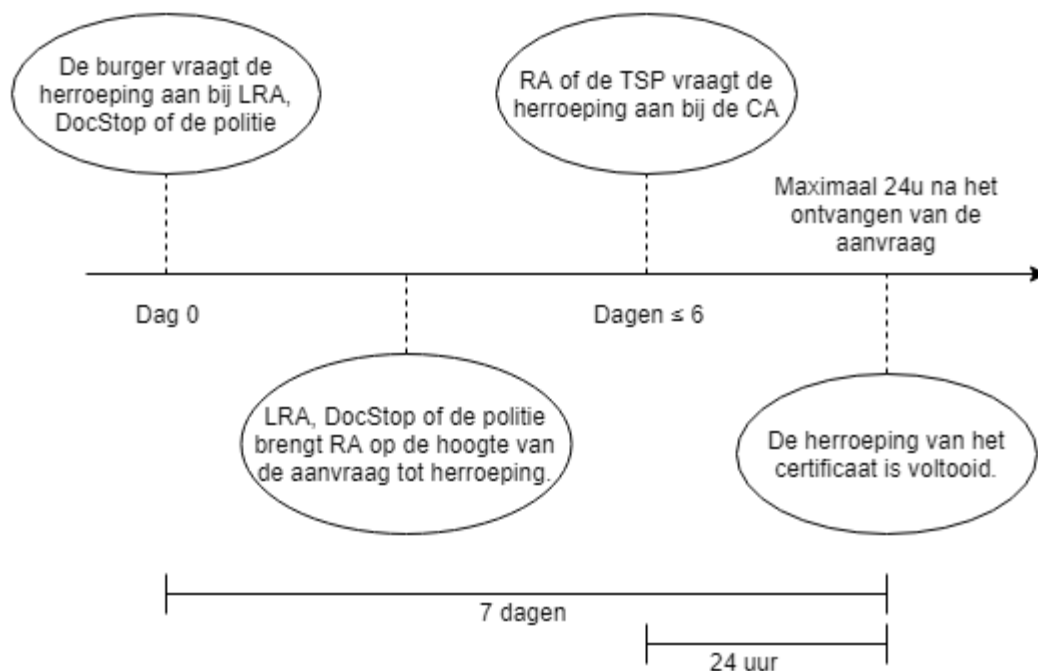 De burger vraagt de
herroeping aan bij LRA,
DocStop of de politie
RA of de TSP vraagt de
herroeping aan bij de CA
Maximaal 24u na het
ontvangen van de
aanvraag
Dag 0
Dagen ≤ 6
LRA, DocStop of de politie
brengt RA op de hoogte van
de aanvraag tot herroeping.
De herroeping van het
certificaat is voltooid.
7 dagen
24 uur